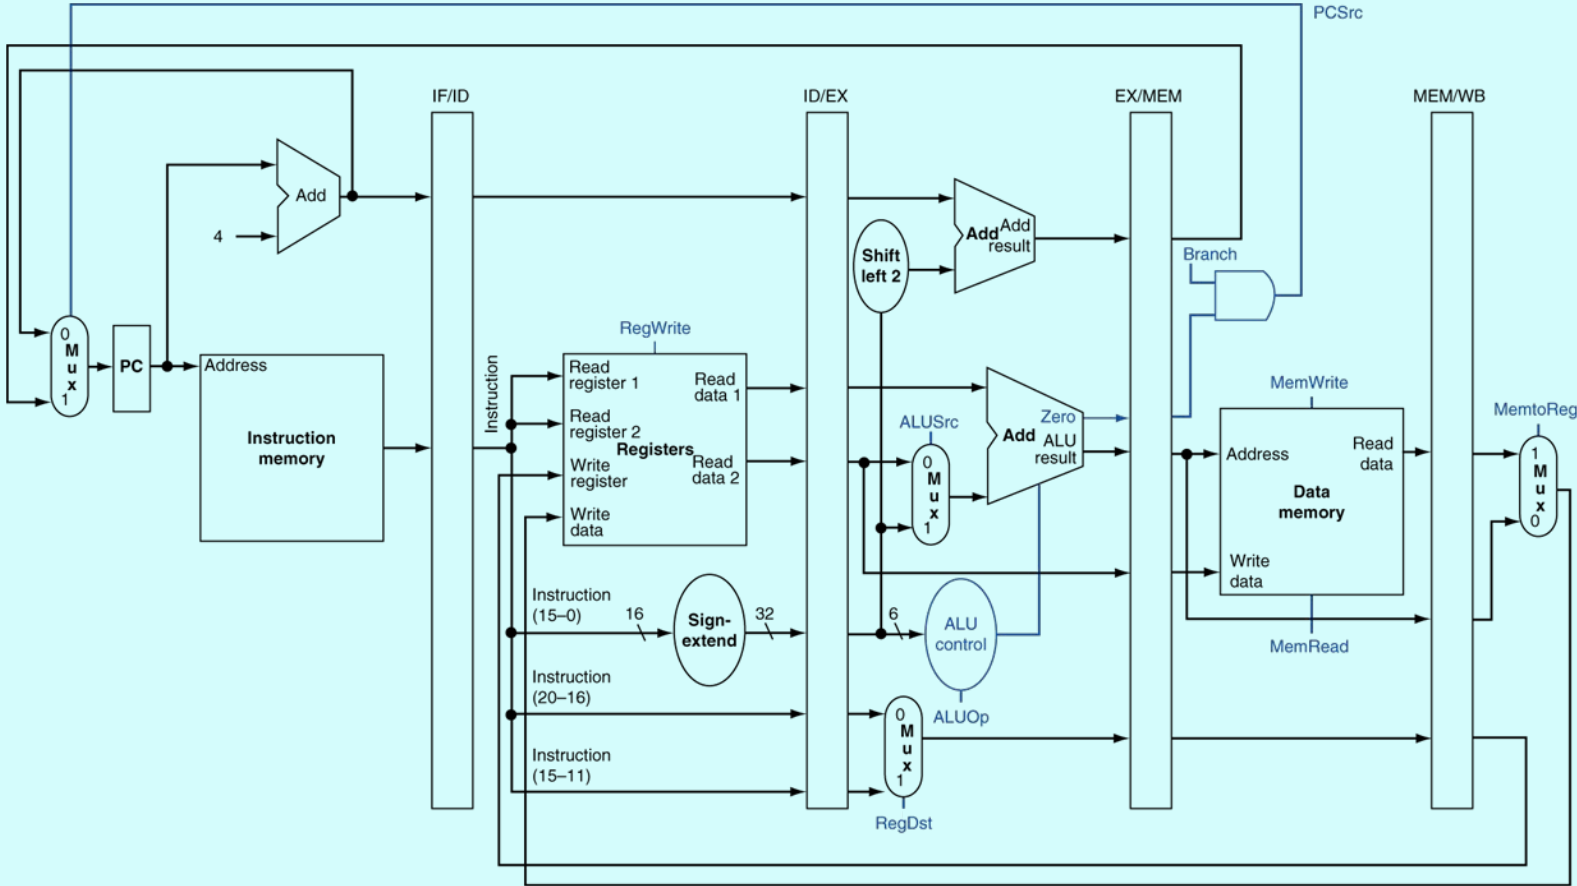 PCSrc
IF/ID
ID/EX
EX/MEM
MEM/WB
Add
4
Add
Add
result
Shift
left 2
Branch
0
M
u
x
1
PC
Address
Instruction
memory
Instruction
RegWrite
Read
register 1
Read
register 2
Write
register
Write
data
Registers
Read
data 1
Read
data 2
ALUSrc
0
M
u
x
1
Zero
Add
ALU
result
MemWrite
Address
Read
data
Data
memory
Write
data
MemRead
MemtoReg
1
M
u
x
0
Instruction
(15–0)
16
Sign-
extend
32
6
ALU
control
ALUOp
Instruction
(20–16)
Instruction
(15–11)
0
M
u
x
1
RegDst